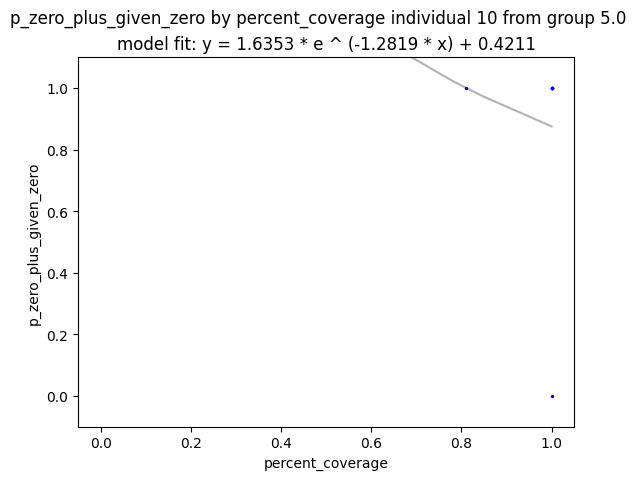 p_zero_plus_given_zero by percent_coverage individual 10 from group 5.0
model fit: y = 1.6353 * e ^ (-1.2819 * x) + 0.4211
1.0
0.8
0.6
0.4
0.2
0.0
p_zero_plus_given_zero
0.0 0.2 0.4 0.6 0.8 1.0
percent_coverage